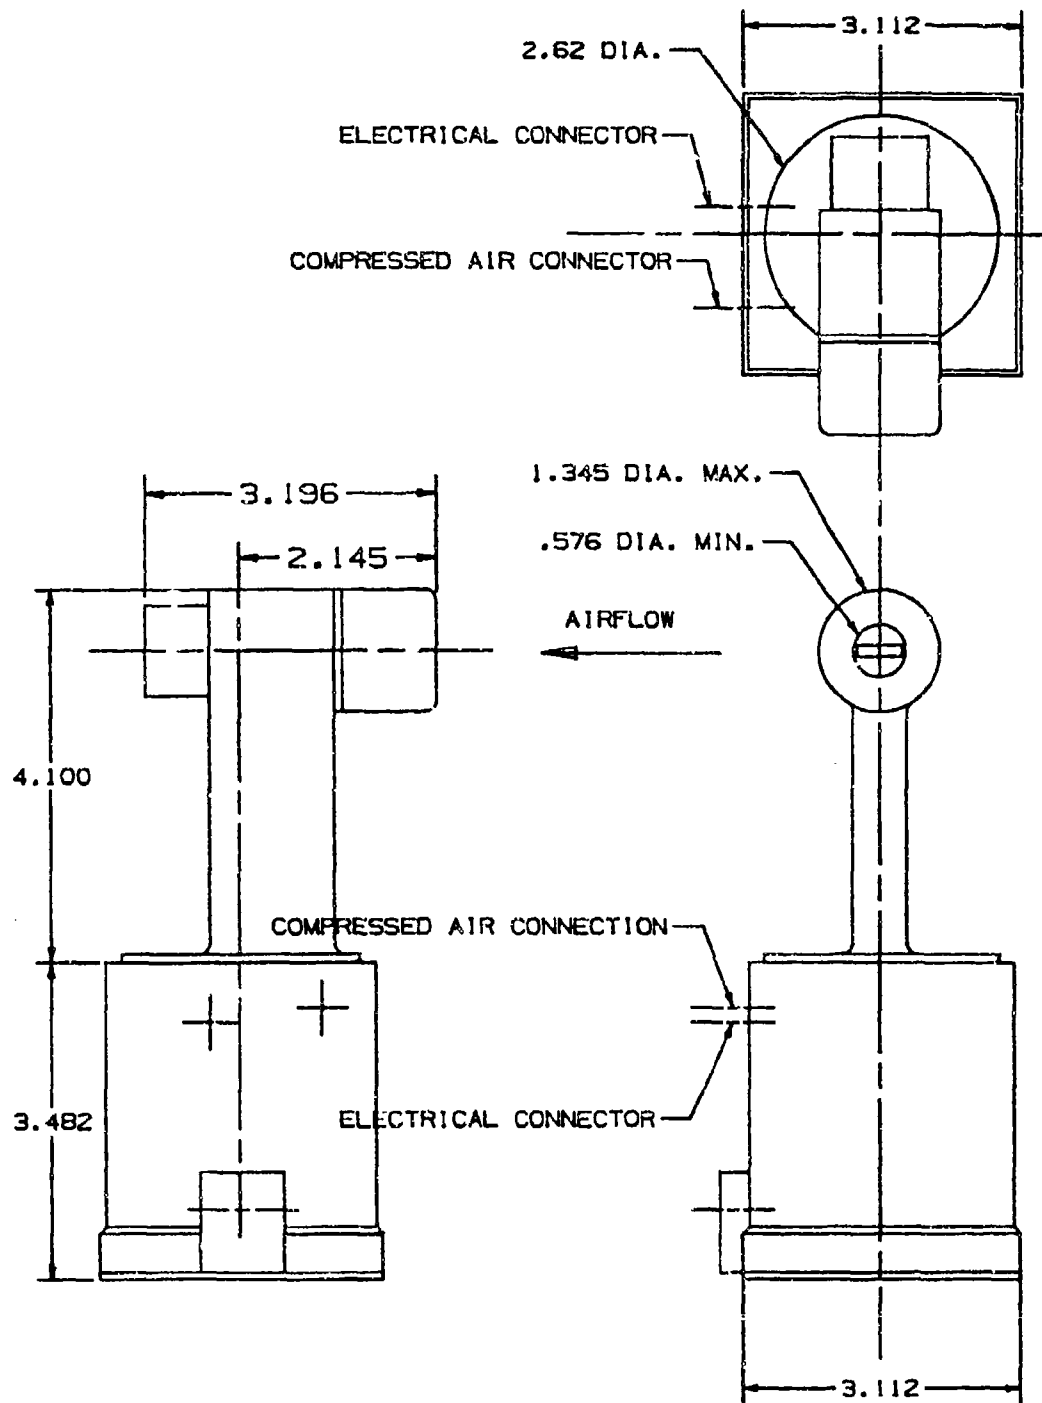 3.112
2.62 DIA.
ELECTRICAL CONNECTOR
COMPRESSED AIR CONNECTOR
1.345 DIA. MAX.
3.196
.576 DIA. MIN.
2.145
AIRFLOW
4.100
COMPRESSED AIR CONNECTION
3.482
ELECTRICAL CONNECTOR
3.112